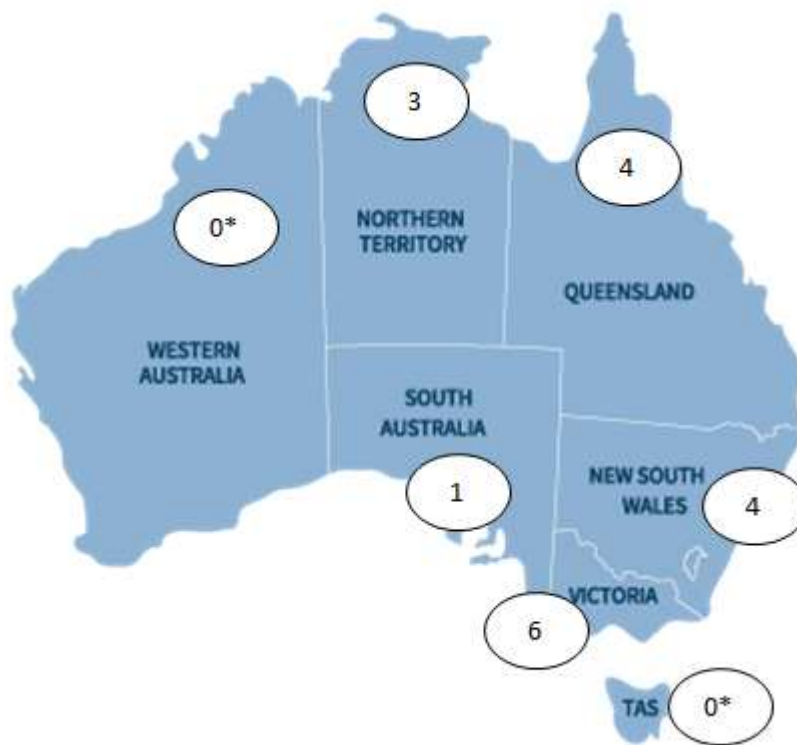 3
4
0*
NORTHERN
TERRITORY
QUEENSLAND
WESTERN
AUSTRALIA
SOUTH
AUSTRALIA
1
NEW SOUTH
WALES
4
VICTORIA
6
TAS
0*